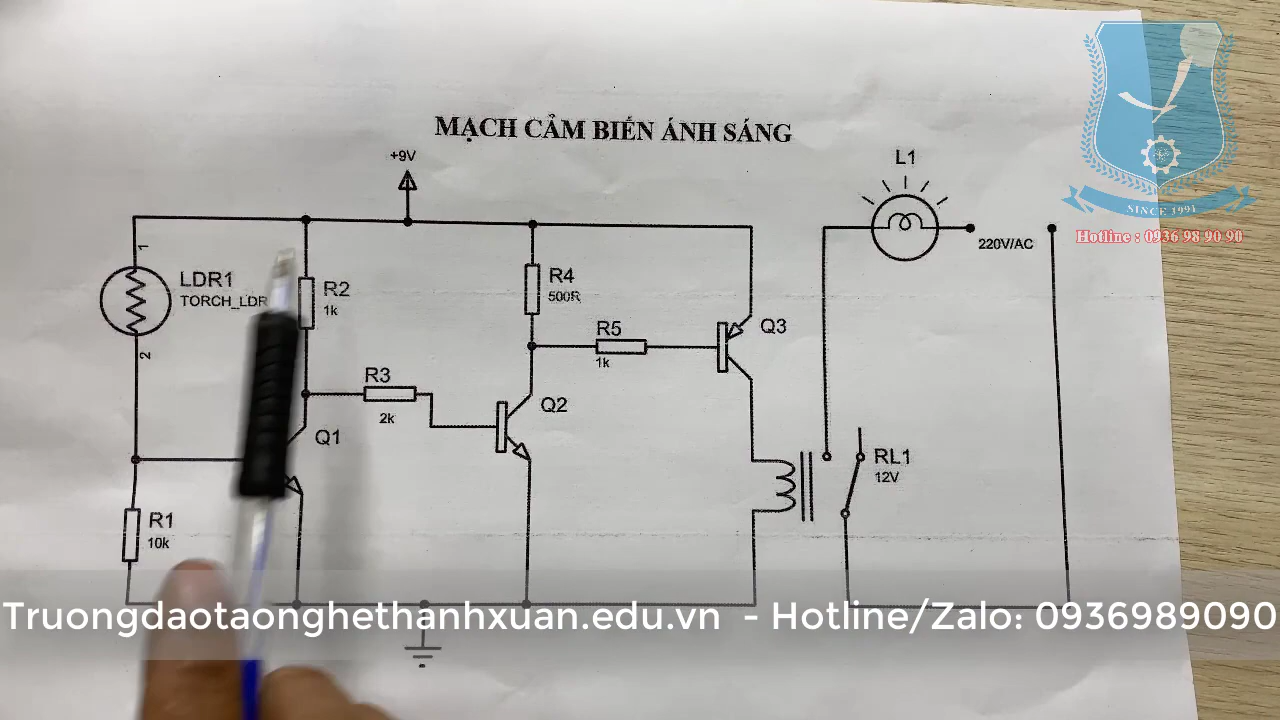 MẠCH CẢM BIẾN ÁNH SÁNG
+9V
L1
SINCE 1991
Hotline : 0936 98 90 90
220V/AC
1
LDR1
TORCH_LDR
R2
1k
R4
500R
R5
1k
Q3
2
R3
2k
Q2
Q1
RL1
12V
R1
10k
Truongdaotaonghethanhxuan.edu.vn - Hotline/Zalo: 0936989090